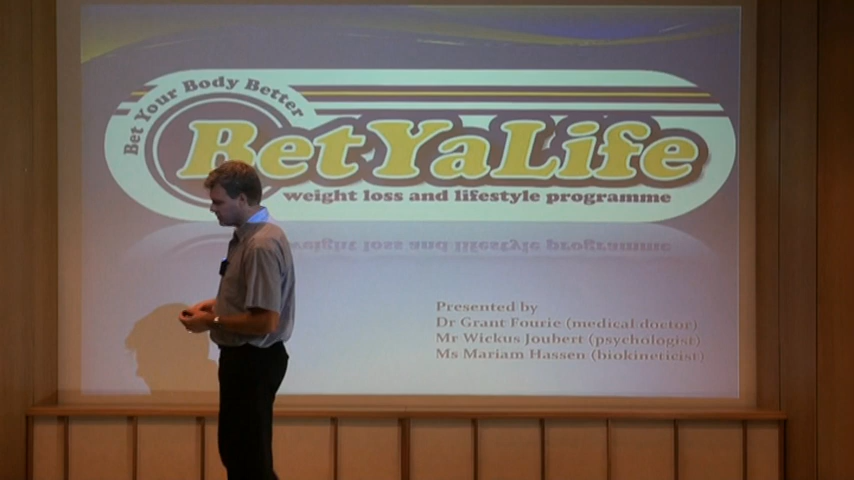 Bet Your Body Better
BetYaLife
weight loss and lifestyle programme
Presented by
Dr Grant Fourie (medical doctor)
Mr Wickus Joubert (psychologist)
Ms Mariam Hassen (biokineticist)